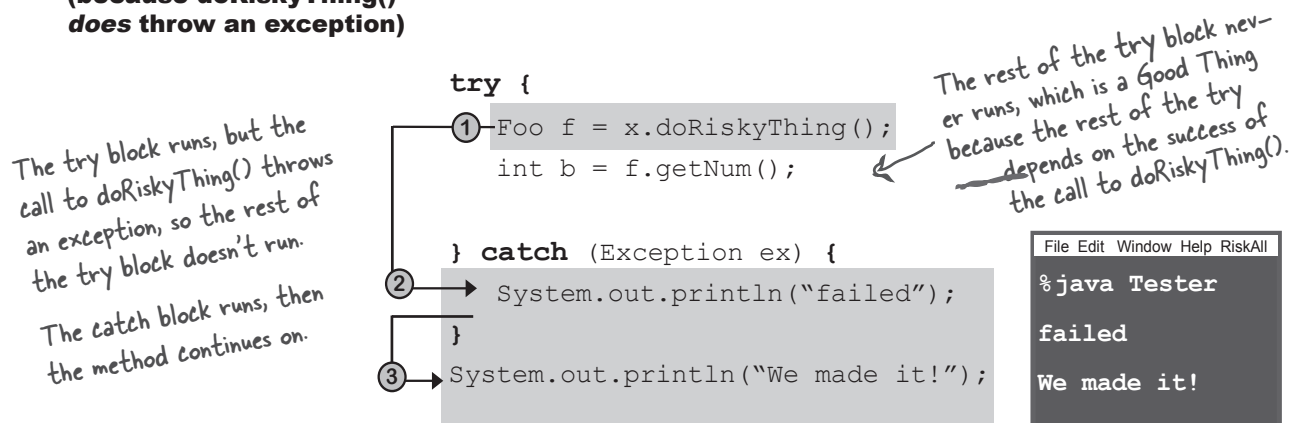 (because doRiskyThing()
does throw an exception)
The try block runs, but the
call to doRiskyThing() throws
an exception, so the rest of
the try block doesn't run.
The catch block runs, then
the method continues on.
try {
1 Foo f = x.doRiskyThing();
int b = f.getNum();
} catch (Exception ex) {
2 System.out.println(“failed”);
}
3 System.out.println(“We made it!”);
The rest of the try block nev-
er runs, which is a Good Thing
because the rest of the try
depends on the success of
the call to doRiskyThing().
File Edit Window Help RiskAll
%java Tester
failed
We made it!